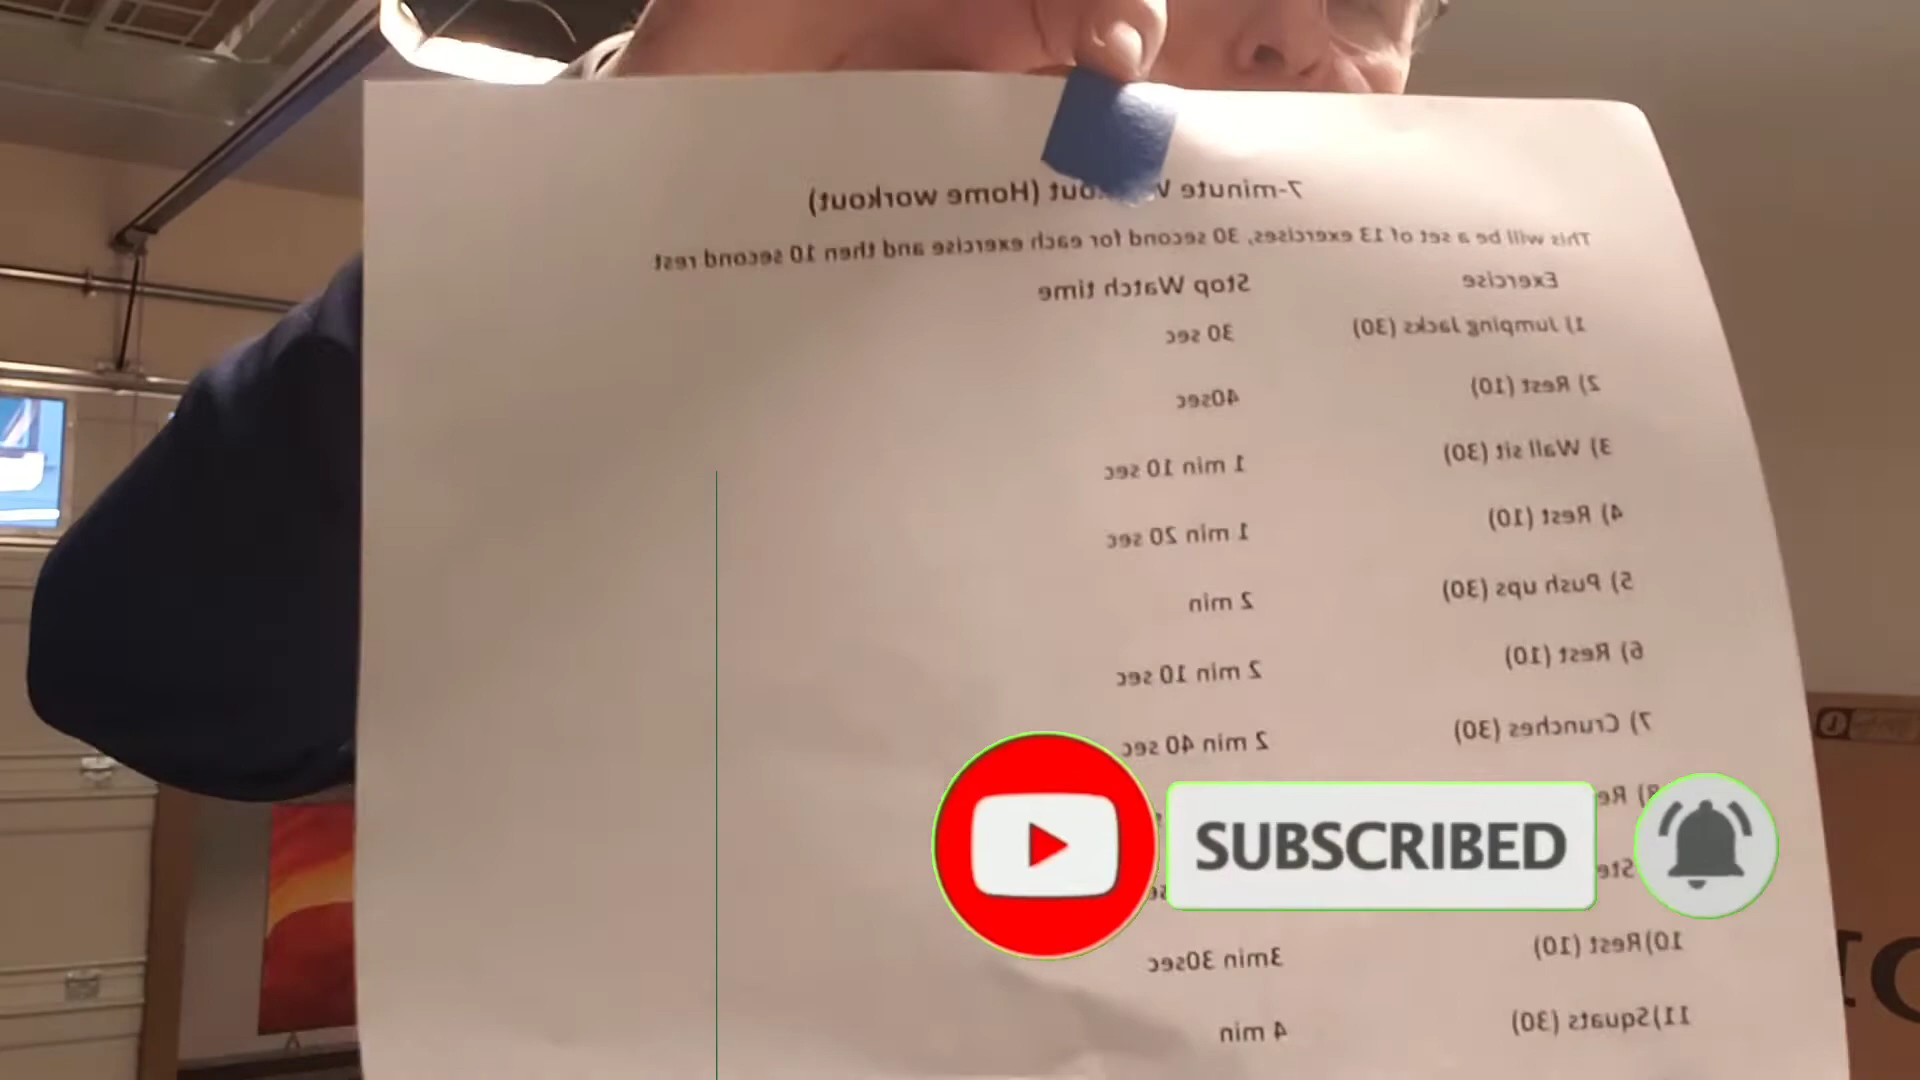 7-minute out (Home workout)
This will be a set of 13 exercises, 30 second for each exercise and then 10 second rest
Exercise Stop Watch time
1) Jumping Jacks (30) 30 sec
2) Rest (10) 40sec
3) Wall sit (30) 1 min 10 sec
4) Rest (10) 1 min 20 sec
5) Push ups (30) 2 min
6) Rest (10) 2 min 10 sec
7) Crunches (30) 2 min 40 sec
8) Re
Ste
SUBSCRIBED
10)Rest (10) 3min 30sec
11)Squats (30) 4 min